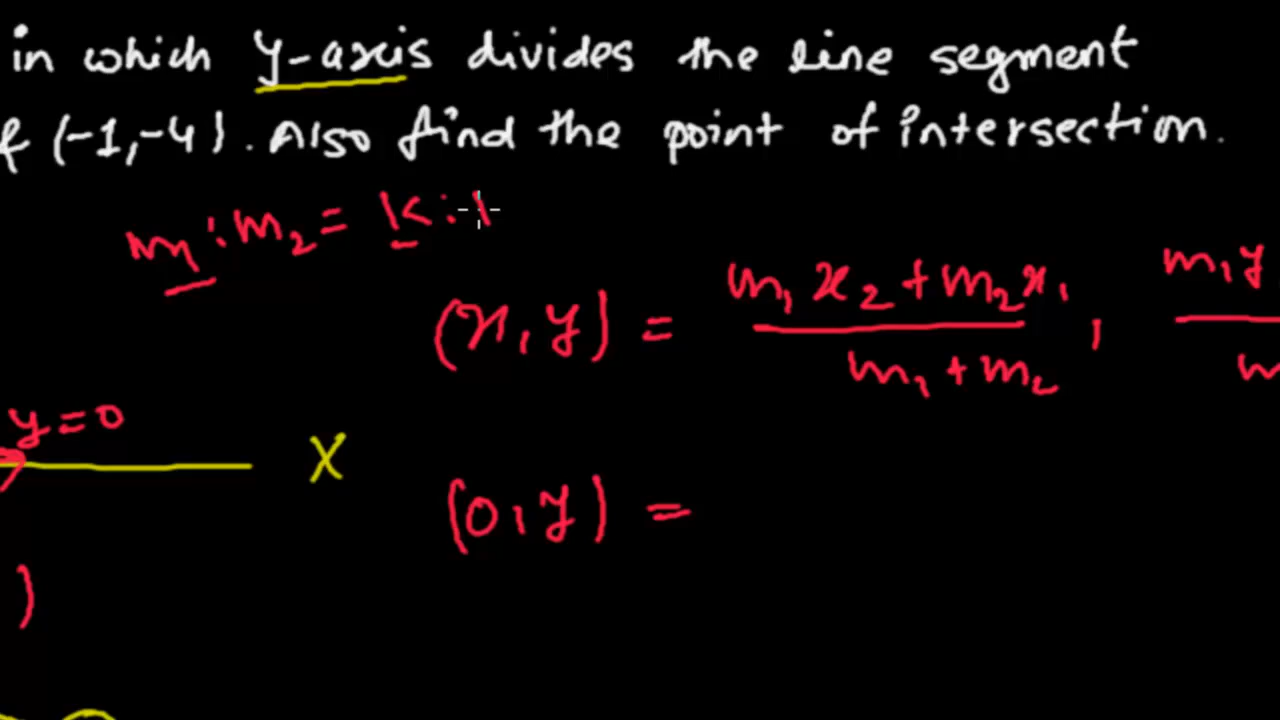 in which y-axis divides the line segment
(-1,-4). Also find the point of intersection.
m1:m2 = K:1
(x,y) = m1x2+m2x1 / m1+m2 , m1y
y=0
X
(0,y) =
)